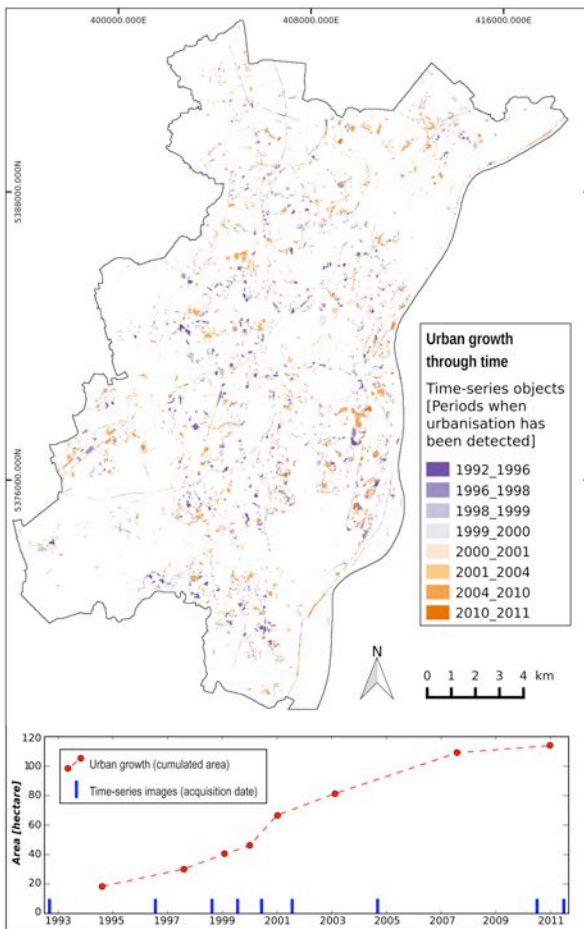 400000.000E 408000.000E 416000.000E
5388000.000N
5376000.000N
Urban growth
through time
Time-series objects
[Periods when
urbanisation has
been detected]
1992_1996
1996_1998
1998_1999
1999_2000
2000_2001
2001_2004
2004_2010
2010_2011
N
0 1 2 3 4 km
Area [hectare]
120
100
80
60
40
20
0
Urban growth (cumulated area)
Time-series images (acquisition date)
1993 1995 1997 1999 2001 2003 2005 2007 2009 2011